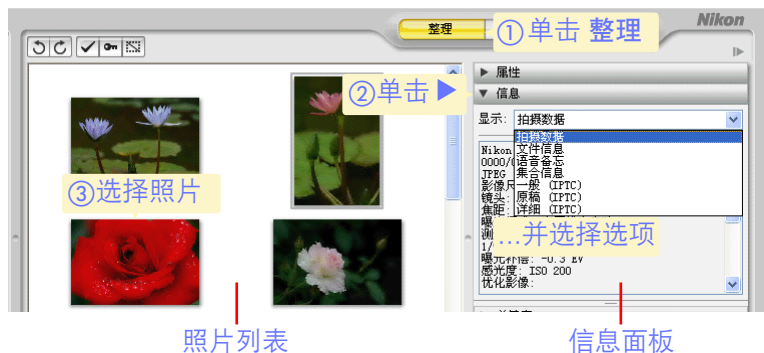 整理
①单击 整理
Nikon
属性
②单击▶
信息
显示: 拍摄数据
拍摄数据
文件信息
语音备忘
集合信息
一般 (IPTC)
原稿 (IPTC)
详细 (IPTC)
Nikon
0000/
JPEG
影像尺
镜头:
焦距:
③选择照片
…并选择选项
曝光补偿: -0.3 EV
感光度: ISO 200
优化影像:
照片列表
信息面板